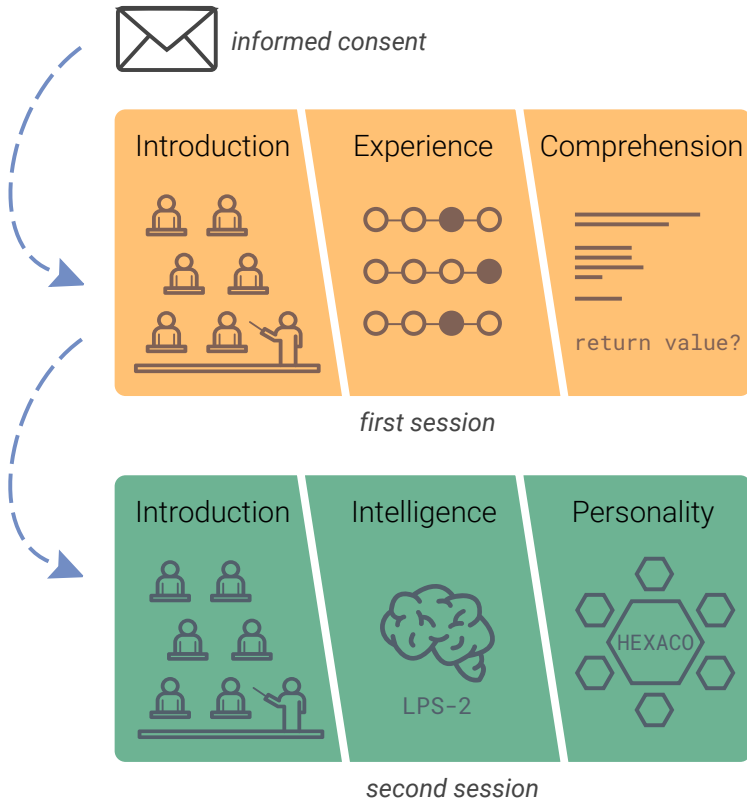 informed consent
Introduction
Experience
Comprehension
return value?
first session
Introduction
Intelligence
Personality
LPS-2
HEXACO
second session